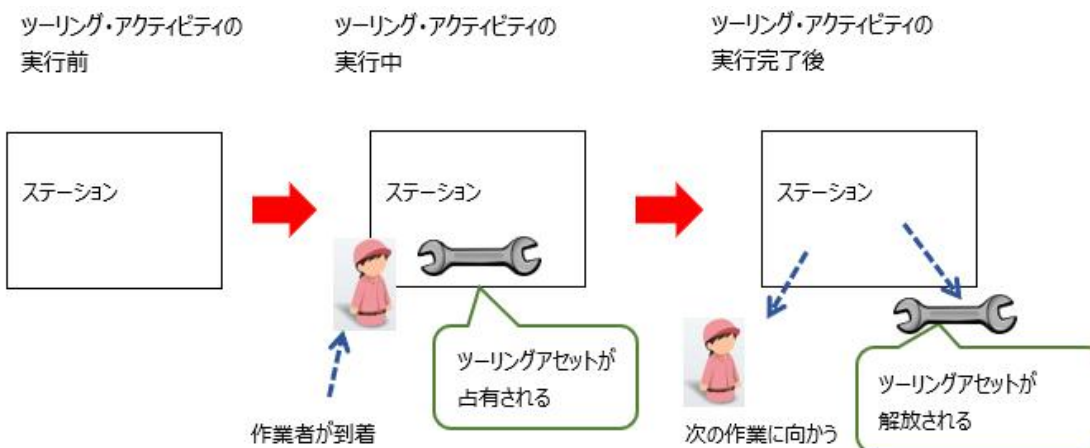 ツーリング・アクティビティの
実行前
ツーリング・アクティビティの
実行中
ツーリング・アクティビティの
実行完了後
ステーション
ステーション
ステーション
ツーリングアセットが
占有される
ツーリングアセットが
解放される
作業者が到着
次の作業に向かう